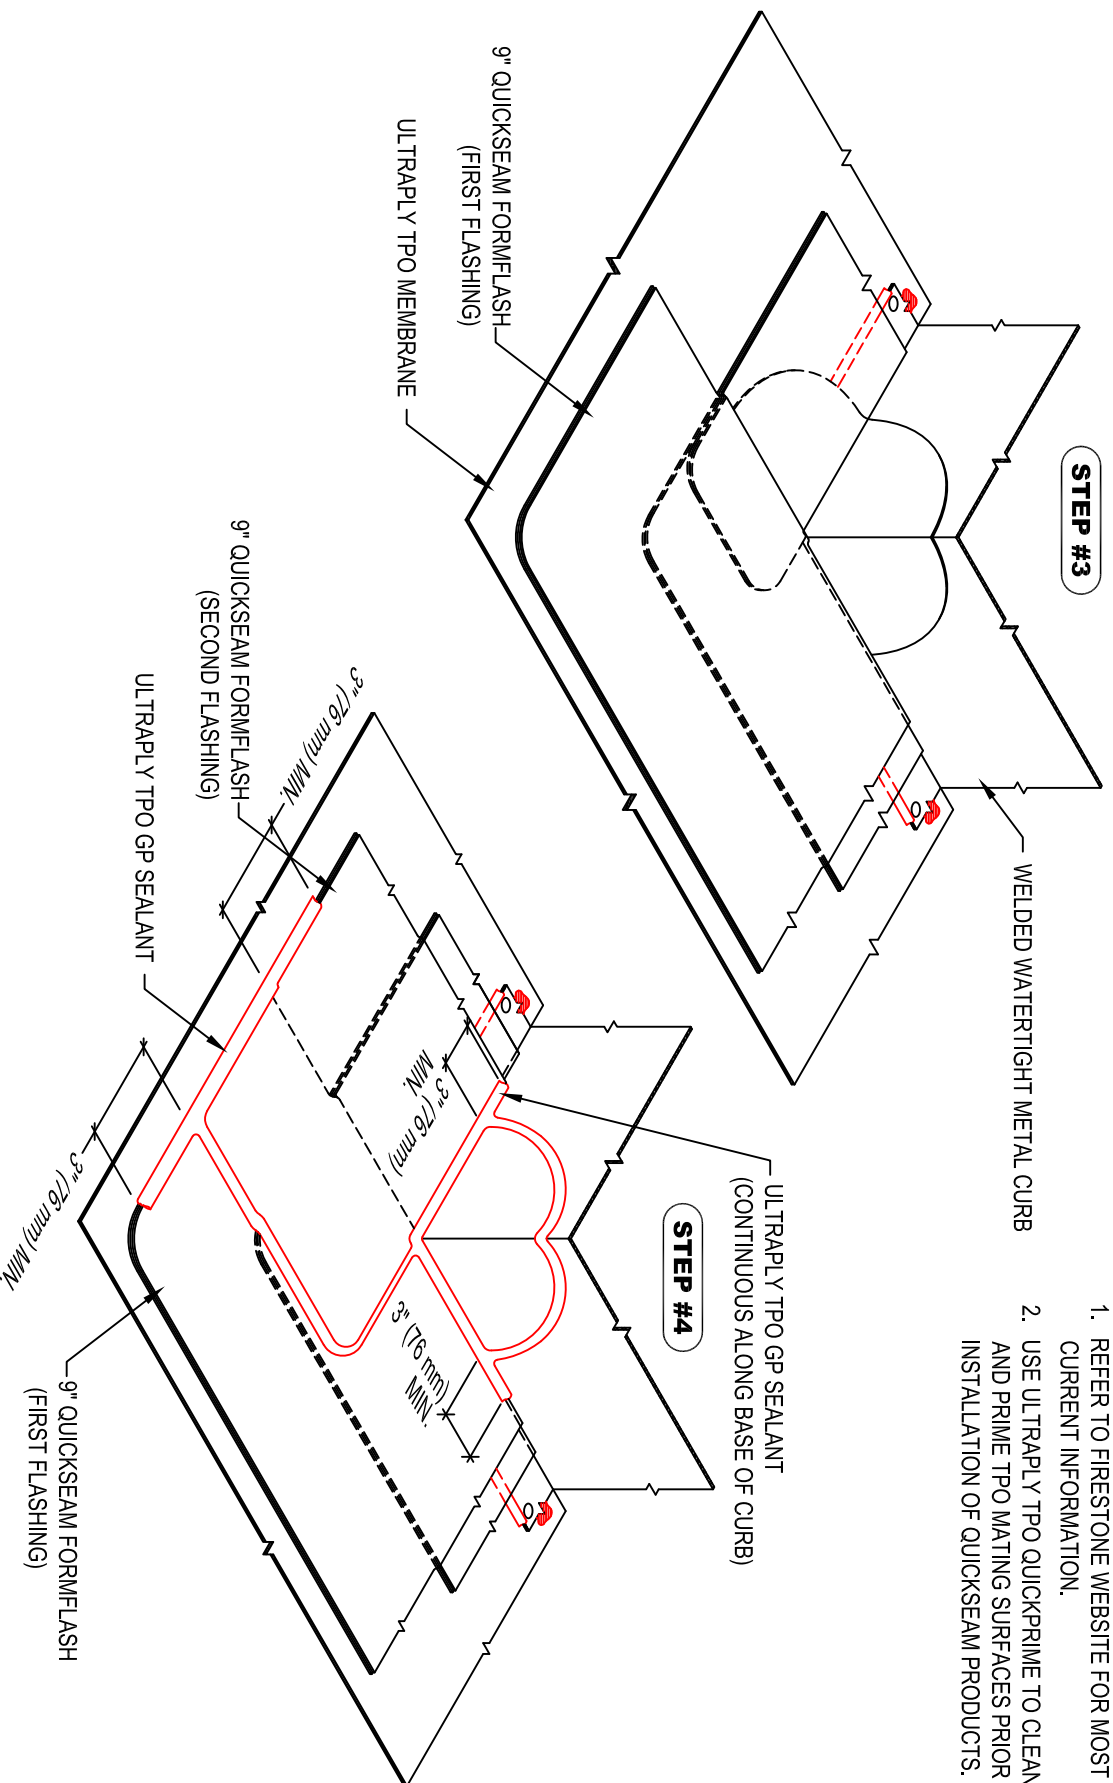 STEP #3
WELDED WATERTIGHT METAL CURB
9" QUICKSEAM FORMFLASH
(FIRST FLASHING)
ULTRAPLY TPO MEMBRANE
1. REFER TO FIRESTONE WEBSITE FOR MOST
CURRENT INFORMATION.
2. USE ULTRAPLY TPO QUICKPRIME TO CLEAN
AND PRIME TPO MATING SURFACES PRIOR
INSTALLATION OF QUICKSEAM PRODUCTS.
STEP #4
ULTRAPLY TPO GP SEALANT
(CONTINUOUS ALONG BASE OF CURB)
3" (76 mm)
MIN.
3" (76 mm)
MIN.
9" QUICKSEAM FORMFLASH
(SECOND FLASHING)
3" (76 mm) MIN.
ULTRAPLY TPO GP SEALANT
3" (76 mm) MIN.
9" QUICKSEAM FORMFLASH
(FIRST FLASHING)